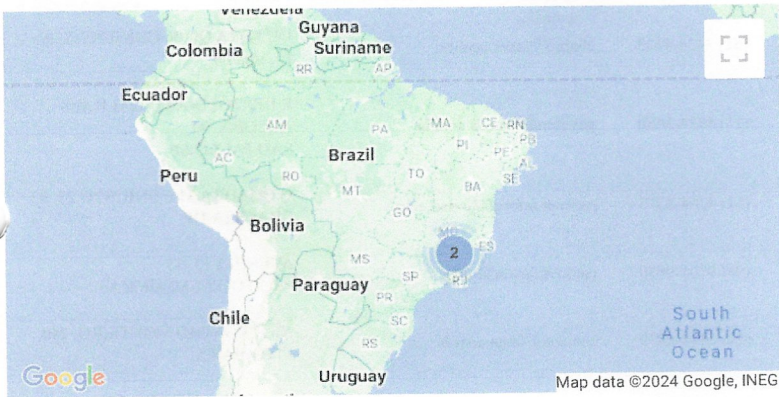 Venezuela
Guyana
Colombia
Suriname
RR
AP
Ecuador
AM
PA
MA
CE
RN
PB
PI
PE
AC
Brazil
AL
Peru
RO
TO
SE
MT
BA
GO
Bolivia
MG
ES
2
MS
SP
RJ
Paraguay
PR
Chile
SC
South
Atlantic
Ocean
RS
Google
Uruguay
Map data ©2024 Google, INEG